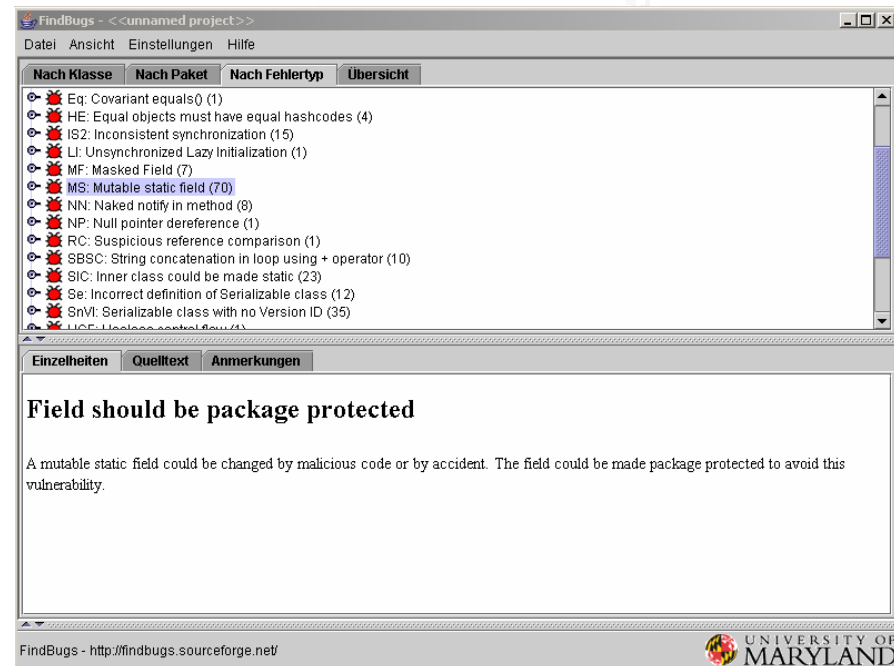 FindBugs - <<unnamed project>>
Datei Ansicht Einstellungen Hilfe
Nach Klasse Nach Paket Nach Fehlertyp Übersicht
Eq: Covariant equals() (1)
HE: Equal objects must have equal hashcodes (4)
IS2: Inconsistent synchronization (15)
LI: Unsynchronized Lazy Initialization (1)
MF: Masked Field (7)
MS: Mutable static field (70)
NN: Naked notify in method (8)
NP: Null pointer dereference (1)
RC: Suspicious reference comparison (1)
SBSC: String concatenation in loop using + operator (10)
SIC: Inner class could be made static (23)
Se: Incorrect definition of Serializable class (12)
SnVI: Serializable class with no Version ID (35)
UCF: Useless control flow (1)
Einzelheiten Quelltext Anmerkungen
Field should be package protected
A mutable static field could be changed by malicious code or by accident. The field could be made package protected to avoid this
vulnerability.
FindBugs - http://findbugs.sourceforge.net/
UNIVERSITY OF
MARYLAND